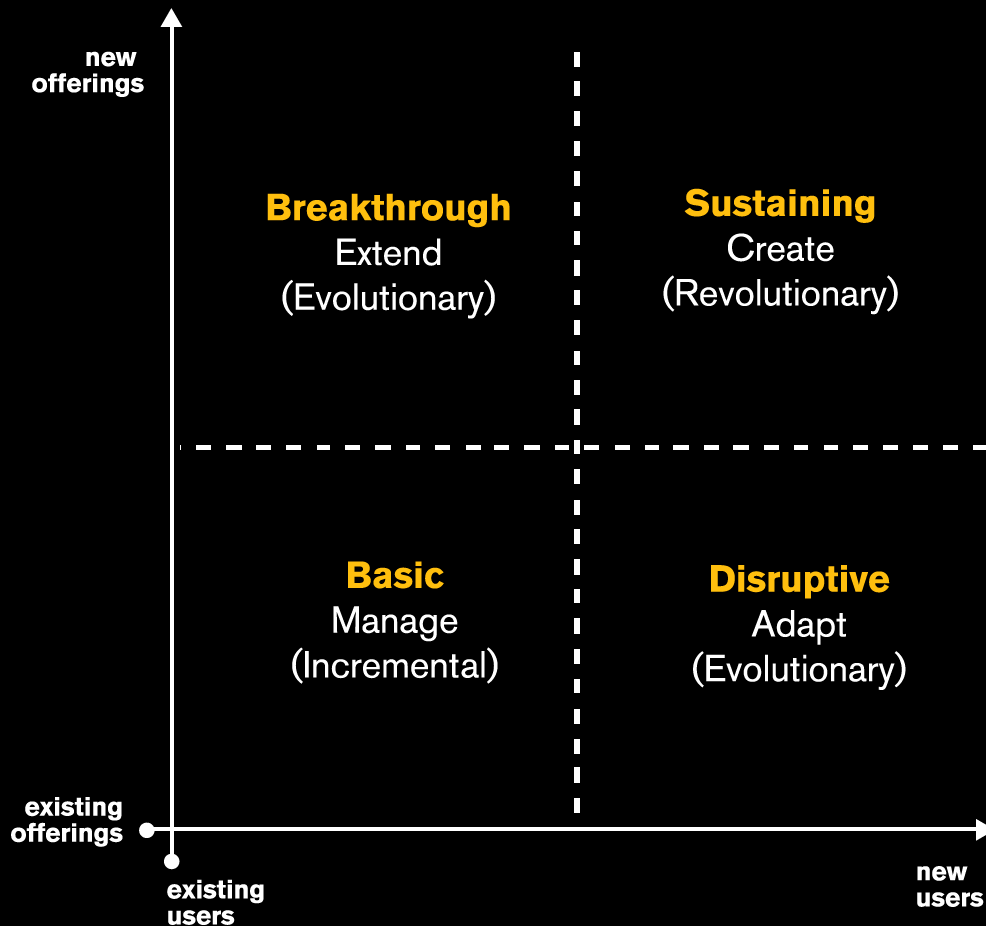 new
offerings
Breakthrough
Extend
(Evolutionary)
Sustaining
Create
(Revolutionary)
Basic
Manage
(Incremental)
Disruptive
Adapt
(Evolutionary)
existing
offerings
existing
users
new
users